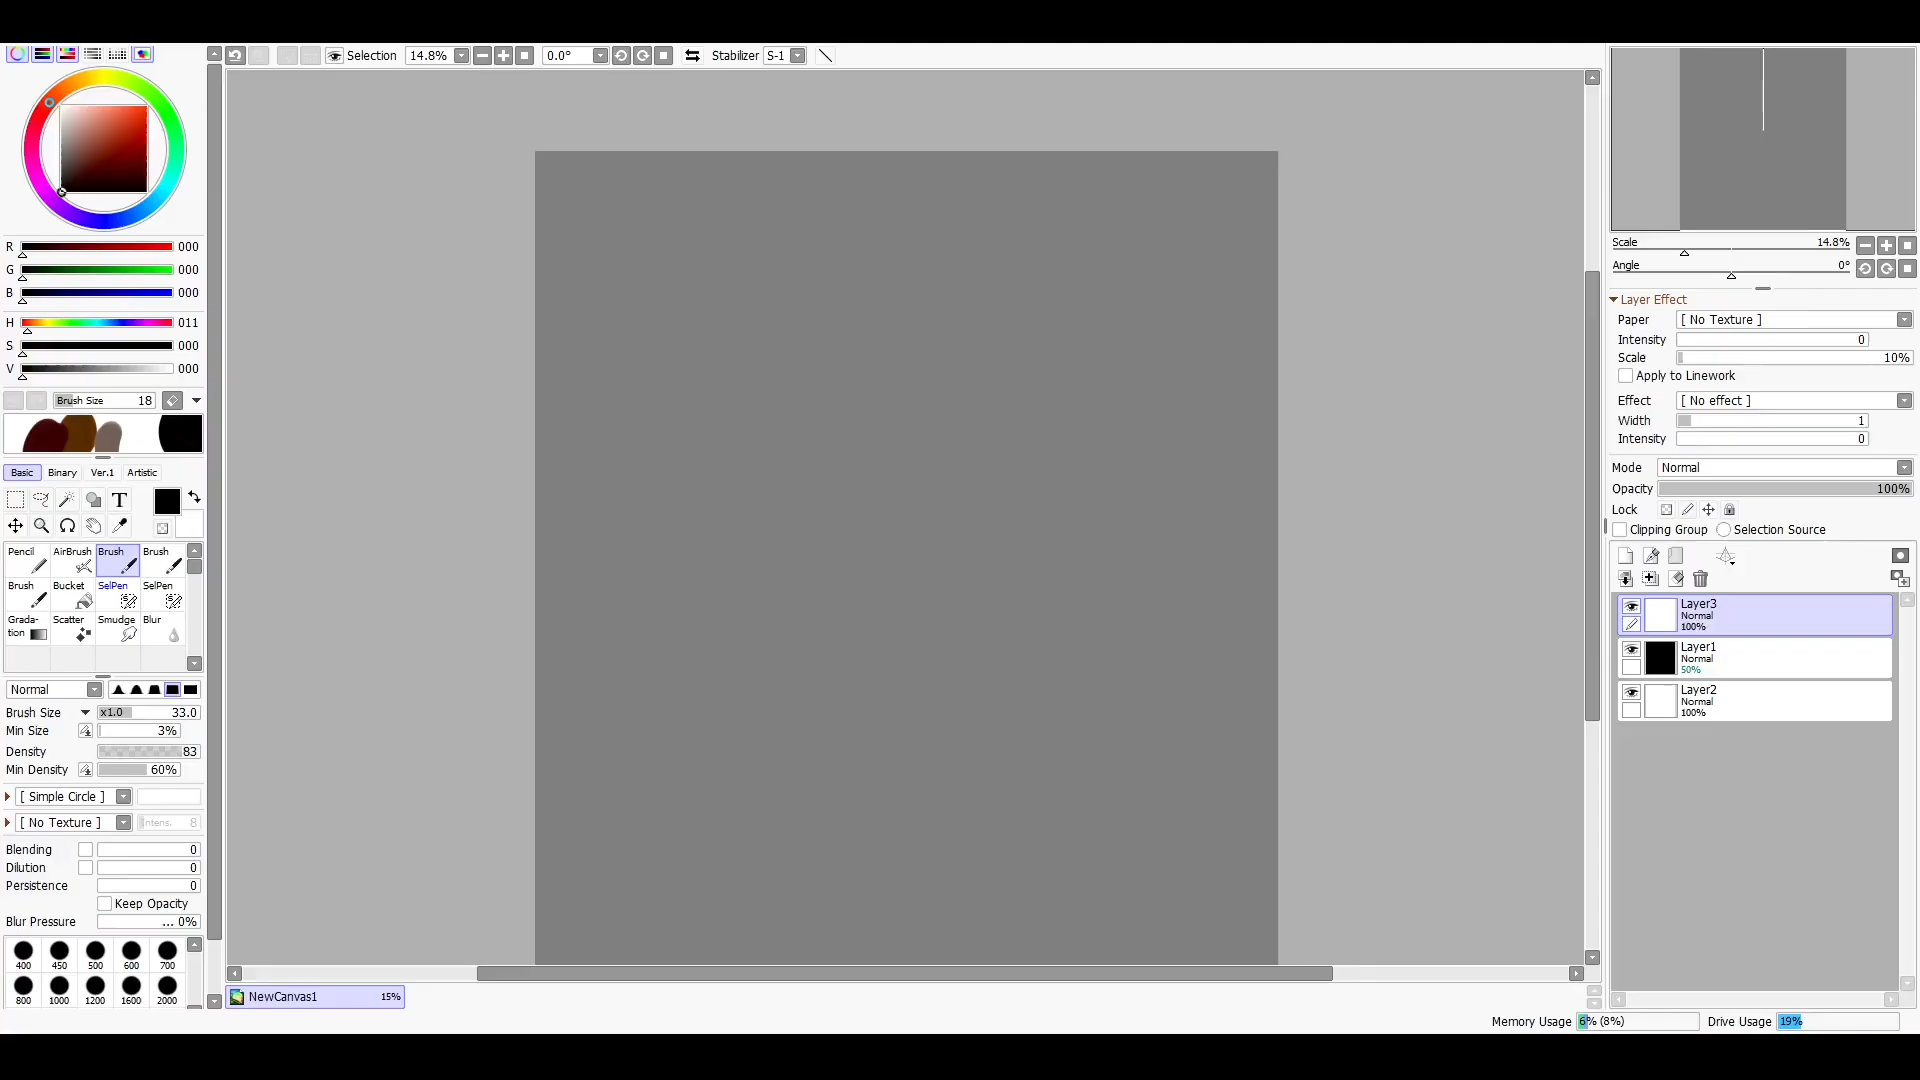 Selection 14.8% 0.0° Stabilizer S-1
R 000
G 000
B 000
H 011
S 000
V 000
Brush Size 18
Basic Binary Ver.1 Artistic
T
Pencil AirBrush Brush Brush
Brush Bucket SelPen SelPen
Grada-
tion Scatter Smudge Blur
Normal
Brush Size x1.0 33.0
Min Size 3%
Density 83
Min Density 60%
[ Simple Circle ]
[ No Texture ] Intens. 8
Blending 0
Dilution 0
Persistence 0
Keep Opacity
Blur Pressure ... 0%
400 450 500 600 700
800 1000 1200 1600 2000
NewCanvas1 15%
Scale 14.8%
Angle 0°
Layer Effect
Paper [ No Texture ]
Intensity 0
Scale 10%
Apply to Linework
Effect [ No effect ]
Width 1
Intensity 0
Mode Normal
Opacity 100%
Lock
Clipping Group Selection Source
Layer3
Normal
100%
Layer1
Normal
50%
Layer2
Normal
100%
Memory Usage 6% (8%) Drive Usage 19%